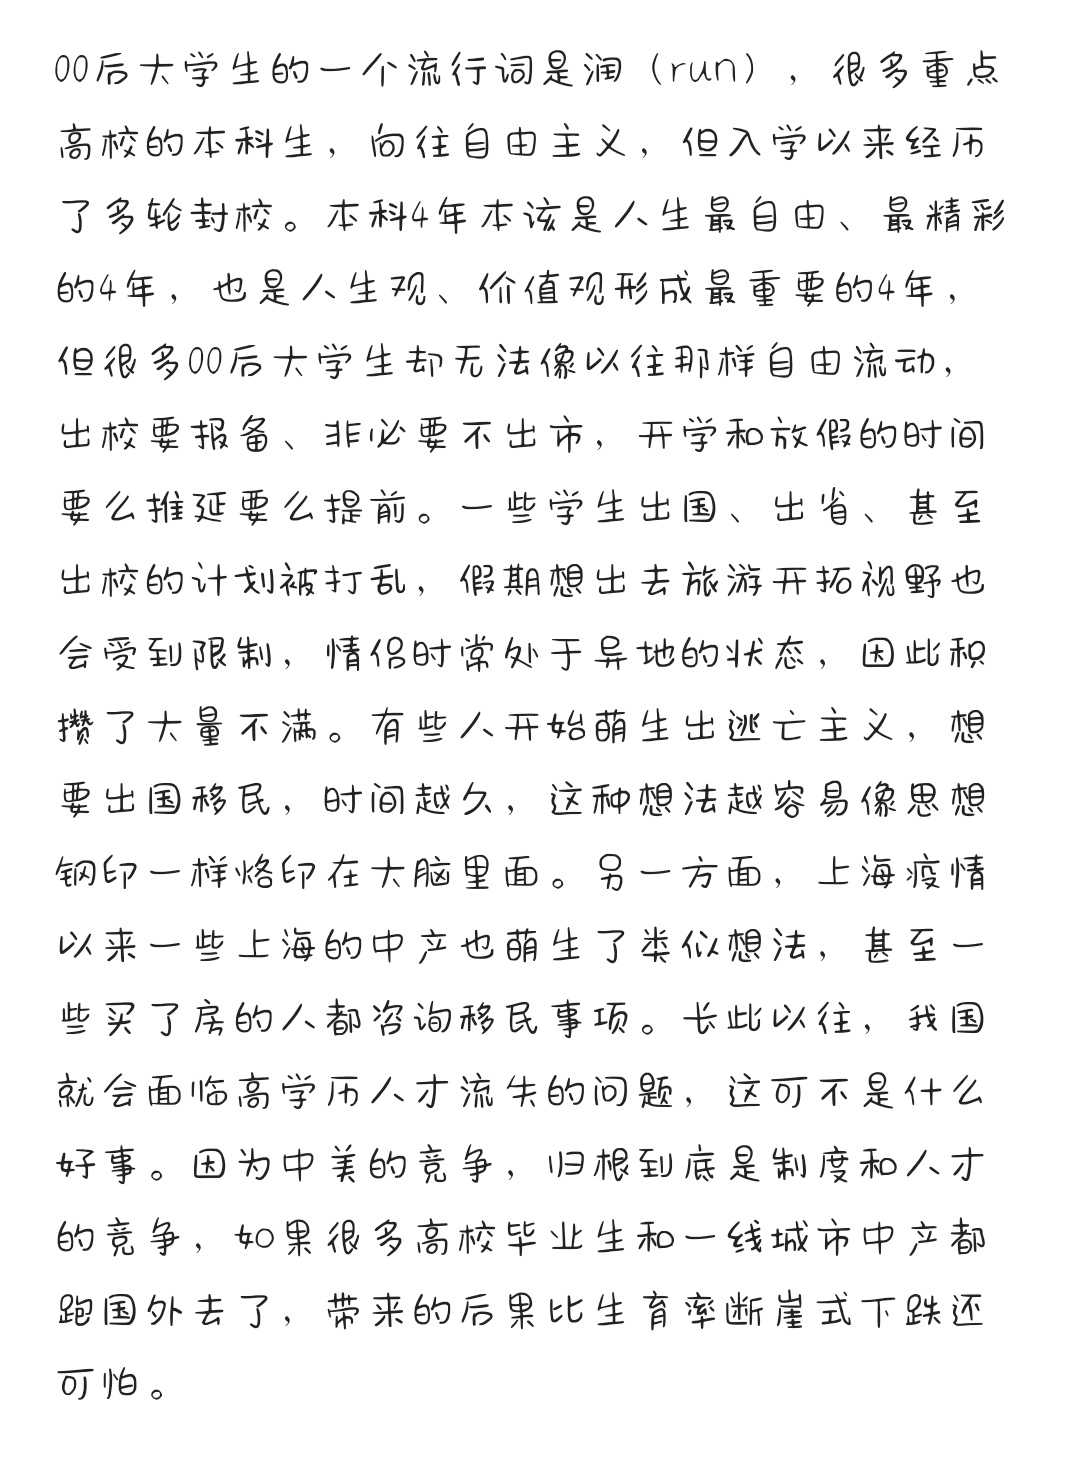 00后大学生的一个流行词是润（run），很多重点
高校的本科生，向往自由主义，但入学以来经历
了多轮封校。本科4年本该是人生最自由、最精彩
的4年，也是人生观、价值观形成最重要的4年，
但很多00后大学生却无法像以往那样自由流动，
出校要报备、非必要不出市，开学和放假的时间
要么推延要么提前。一些学生出国、出省、甚至
出校的计划被打乱，假期想出去旅游开拓视野也
会受到限制，情侣时常处于异地的状态，因此积
攒了大量不满。有些人开始萌生出逃亡主义，想
要出国移民，时间越久，这种想法越容易像思想
钢印一样烙印在大脑里面。另一方面，上海疫情
以来一些上海的中产也萌生了类似想法，甚至一
些买了房的人都咨询移民事项。长此以往，我国
就会面临高学历人才流失的问题，这可不是什么
好事。因为中美的竞争，归根到底是制度和人才
的竞争，如果很多高校毕业生和一线城市中产都
跑国外去了，带来的后果比生育率断崖式下跌还
可怕。